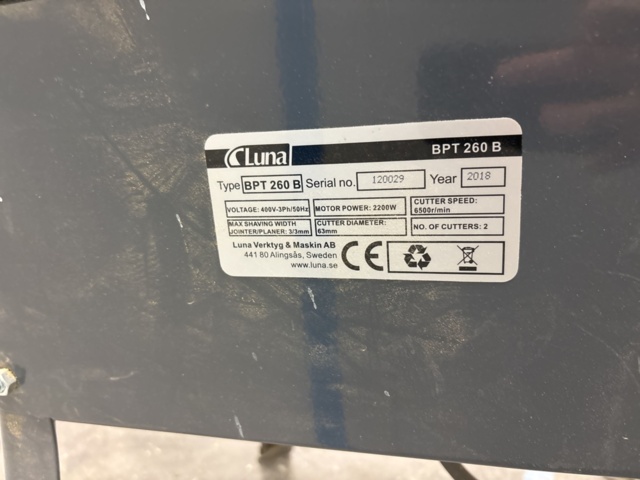 Luna BPT 260 B
Type BPT 260 B Serial no. 120029 Year 2018
VOLTAGE: 400V-3Ph/50Hz MOTOR POWER: 2200W CUTTER SPEED: 6500r/min
MAX SHAVING WIDTH JOINTER/PLANER: 3/3mm CUTTER DIAMETER: 63mm NO. OF CUTTERS: 2
Luna Verktyg & Maskin AB
441 80 Alingsås, Sweden
www.luna.se
CE